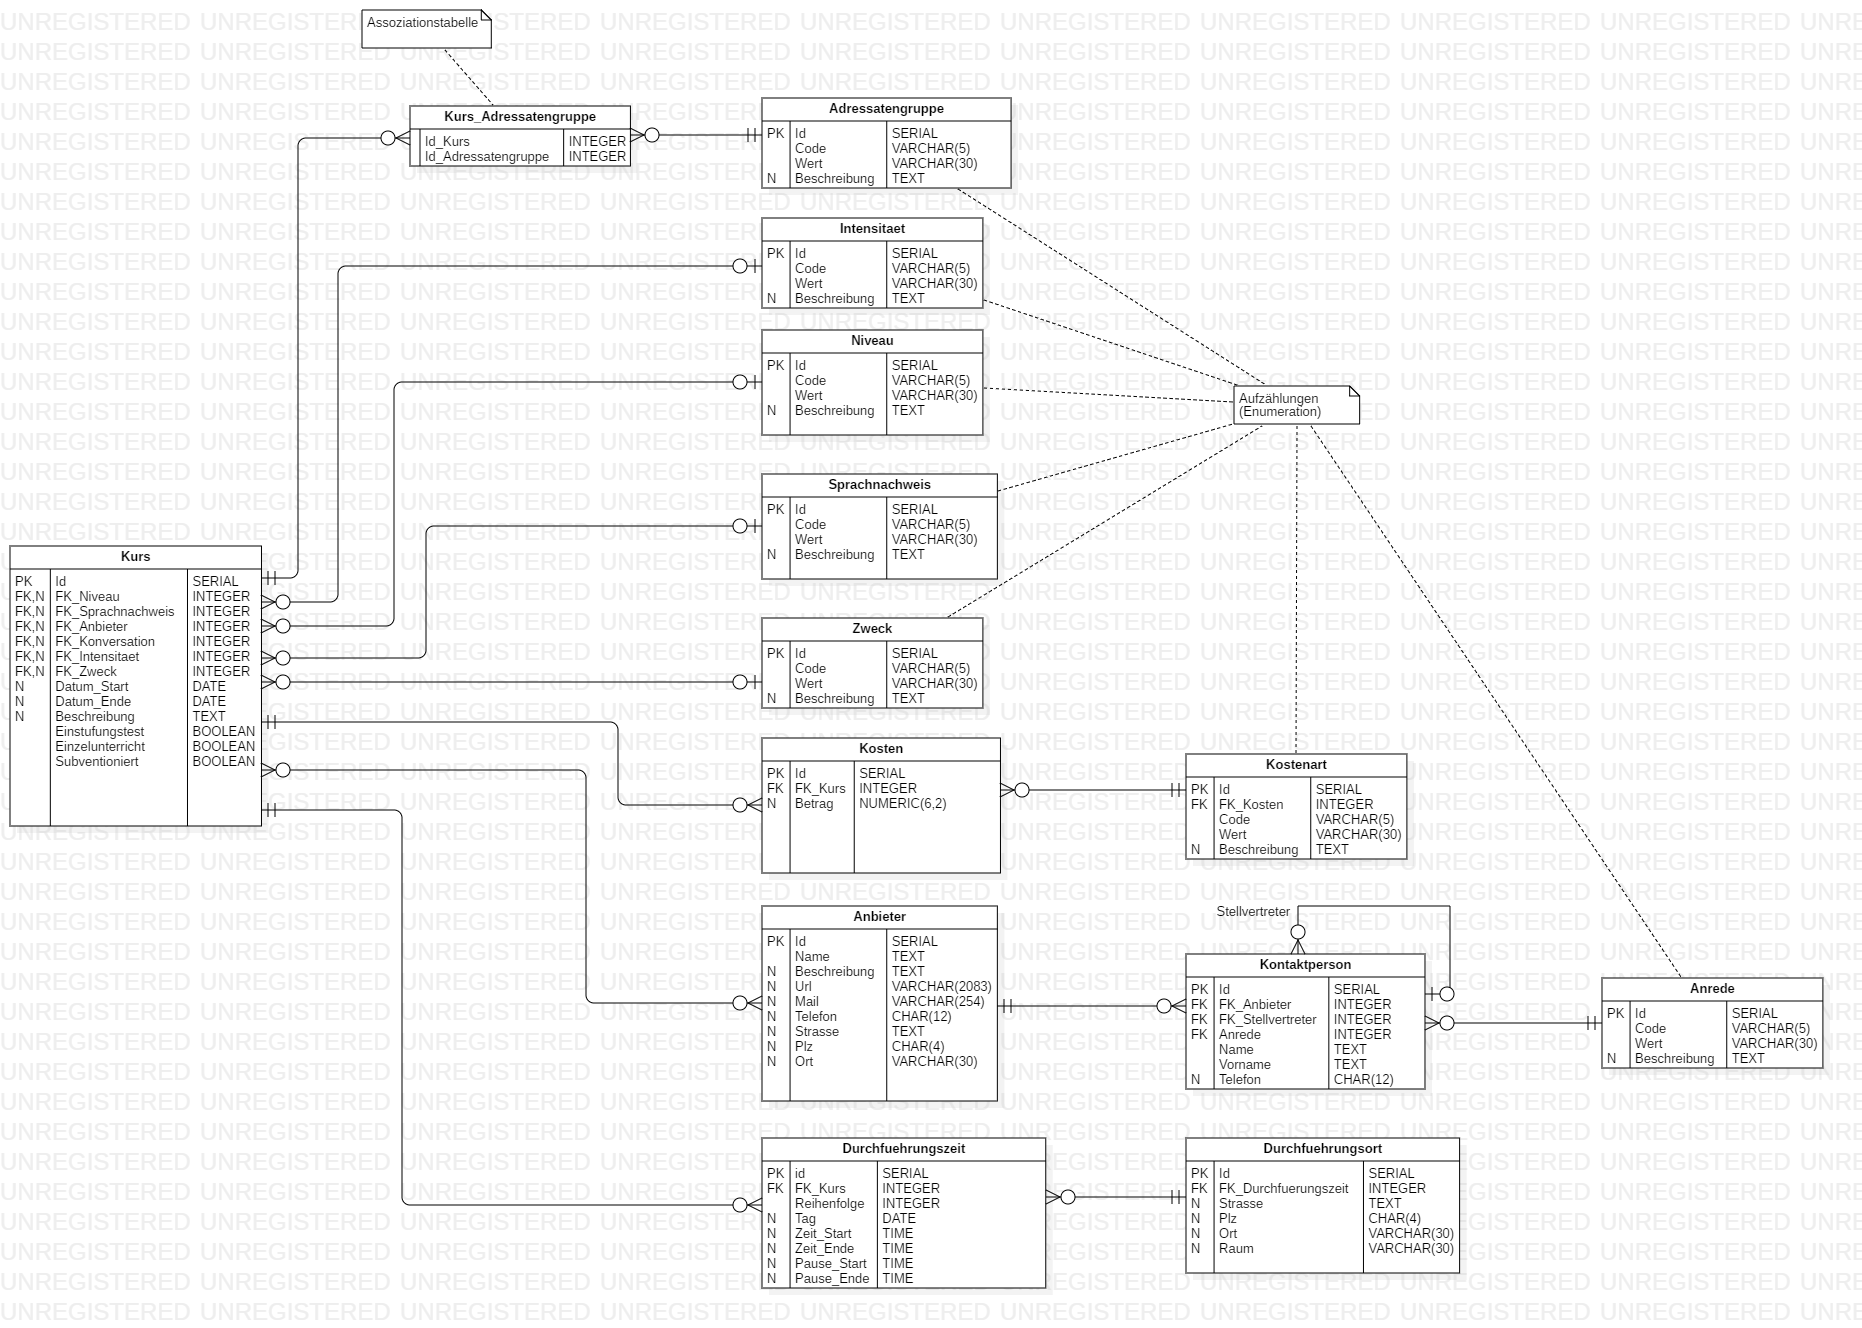 Assoziationstabelle
Kurs_Adressatengruppe
Id_Kurs INTEGER
Id_Adressatengruppe INTEGER
Adressatengruppe
PK Id SERIAL
Code VARCHAR(5)
Wert VARCHAR(30)
N Beschreibung TEXT
Intensitaet
PK Id SERIAL
Code VARCHAR(5)
Wert VARCHAR(30)
N Beschreibung TEXT
Niveau
PK Id SERIAL
Code VARCHAR(5)
Wert VARCHAR(30)
N Beschreibung TEXT
Aufzählungen
(Enumeration)
Sprachnachweis
PK Id SERIAL
Code VARCHAR(5)
Wert VARCHAR(30)
N Beschreibung TEXT
Kurs
PK Id SERIAL
FK,N FK_Niveau INTEGER
FK,N FK_Sprachnachweis INTEGER
FK,N FK_Anbieter INTEGER
FK,N FK_Konversation INTEGER
FK,N FK_Intensitaet INTEGER
FK,N FK_Zweck INTEGER
N Datum_Start DATE
N Datum_Ende DATE
N Beschreibung TEXT
Einstufungstest BOOLEAN
Einzelunterricht BOOLEAN
Subventioniert BOOLEAN
Zweck
PK Id SERIAL
Code VARCHAR(5)
Wert VARCHAR(30)
N Beschreibung TEXT
Kosten
PK Id SERIAL
FK FK_Kurs INTEGER
N Betrag NUMERIC(6,2)
Kostenart
PK Id SERIAL
FK FK_Kosten INTEGER
Code VARCHAR(5)
Wert VARCHAR(30)
N Beschreibung TEXT
Anbieter
PK Id SERIAL
Name TEXT
N Beschreibung TEXT
N Url VARCHAR(2083)
N Mail VARCHAR(254)
N Telefon CHAR(12)
N Strasse TEXT
N Plz CHAR(4)
N Ort VARCHAR(30)
Stellvertreter
Kontaktperson
PK Id SERIAL
FK FK_Anbieter INTEGER
FK FK_Stellvertreter INTEGER
FK Anrede INTEGER
Name TEXT
Vorname TEXT
N Telefon CHAR(12)
Anrede
PK Id SERIAL
Code VARCHAR(5)
Wert VARCHAR(30)
N Beschreibung TEXT
Durchfuehrungszeit
PK id SERIAL
FK FK_Kurs INTEGER
Reihenfolge INTEGER
N Tag DATE
N Zeit_Start TIME
N Zeit_Ende TIME
N Pause_Start TIME
N Pause_Ende TIME
Durchfuehrungsort
PK Id SERIAL
FK FK_Durchfuerungszeit INTEGER
N Strasse TEXT
N Plz CHAR(4)
N Ort VARCHAR(30)
N Raum VARCHAR(30)
UNREGISTERED